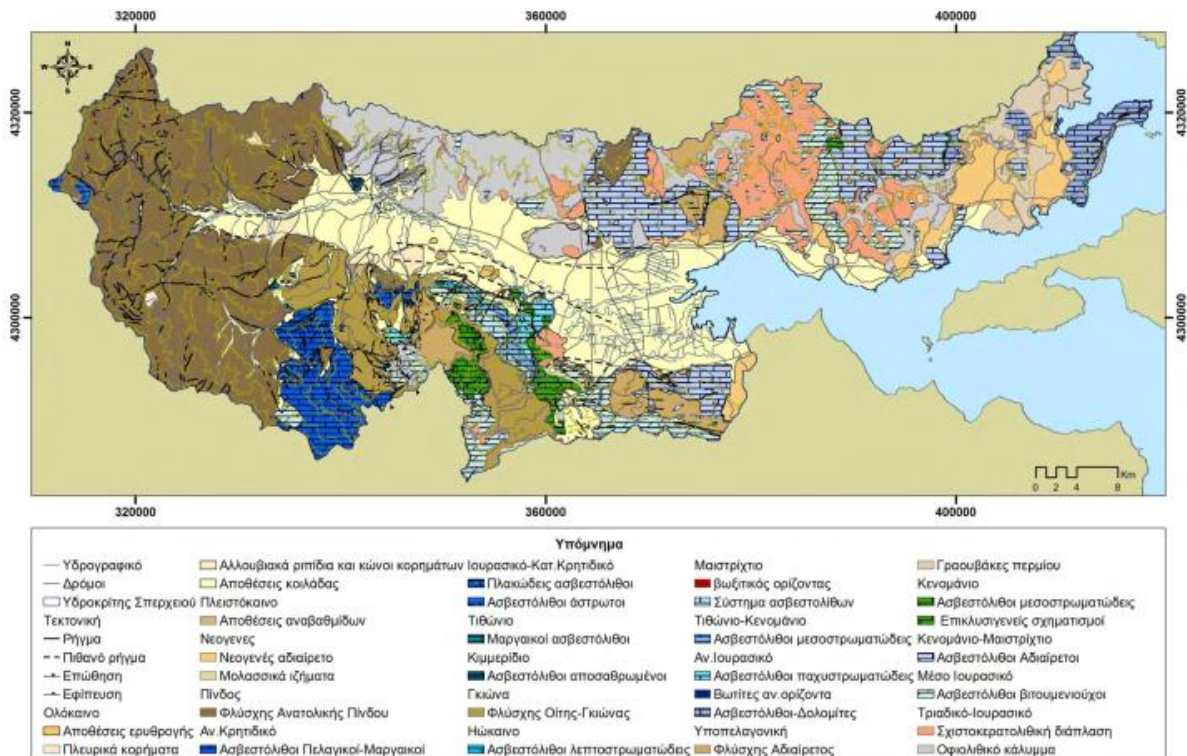 320000 360000 400000
N
W E
S
4320000 4320000
4300000 4300000
Km
0 2 4 8
320000 360000 400000
Υπόμνημα
Υδρογραφικό
Δρόμοι
Υδροκρίτης Σπερχειού
Τεκτονική
Ρήγμα
Πιθανό ρήγμα
Επώθηση
Εφίπευση
Ολόκαινο
Αποθέσεις ερυθρογής
Πλευρικά κορήματα
Αλλουβιακά ριπίδια και κώνοι κορημάτων
Αποθέσεις κοιλάδας
Πλειστόκαινο
Αποθέσεις αναβαθμίδων
Νεογενες
Νεογενές αδιαίρετο
Μολασσικά ιζήματα
Πίνδος
Φλύσχης Ανατολικής Πίνδου
Αν.Κρητιδικό
Ασβεστόλιθοι Πελαγικοί-Μαργαικοί
Ιουρασικό-Κατ.Κρητιδικό
Πλακώδεις ασβεστόλιθοι
Ασβεστόλιθοι άστρωτοι
Τιθώνιο
Μαργαικοί ασβεστόλιθοι
Κιμμερίδιο
Ασβεστόλιθοι αποσαθρωμένοι
Γκιώνα
Φλύσχης Οίτης-Γκιώνας
Ηώκαινο
Ασβεστόλιθοι λεπτοστρωματώδεις
Μαιστρίχτιο
βωξιτικός ορίζοντας
Σύστημα ασβεστολίθων
Τιθώνιο-Κενομάνιο
Ασβεστόλιθοι μεσοστρωματώδεις
Αν.Ιουρασικό
Ασβεστόλιθοι παχυστρωματώδεις
Βωτίτες αν.ορίζοντα
Ασβεστόλιθοι-Δολομίτες
Υποπελαγονική
Φλύσχης Αδιαίρετος
Γραουβάκες περμίου
Κενομάνιο
Ασβεστόλιθοι μεσοστρωματώδεις
Επικλυσιγενείς σχηματισμοί
Κενομάνιο-Μαιστρίχτιο
Ασβεστόλιθοι Αδιαίρετοι
Μέσο Ιουρασικό
Ασβεστόλιθοι βιτουμενιούχοι
Τριαδικό-Ιουρασικό
Σχιστοκερατολιθική διάπλαση
Οφιολιθικό κάλυμμα